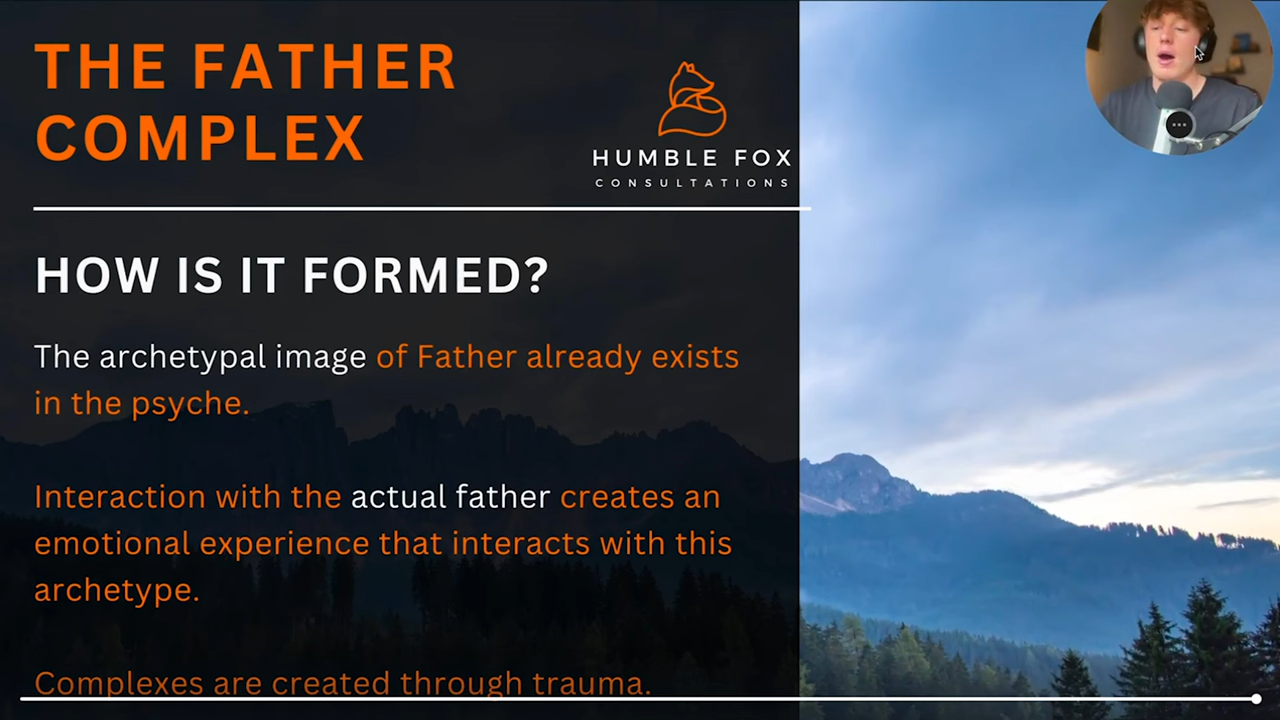 THE FATHER
COMPLEX
HUMBLE FOX
CONSULTATIONS
HOW IS IT FORMED?
The archetypal image of Father already exists
in the psyche.
Interaction with the actual father creates an
emotional experience that interacts with this
archetype.
Complexes are created through trauma.